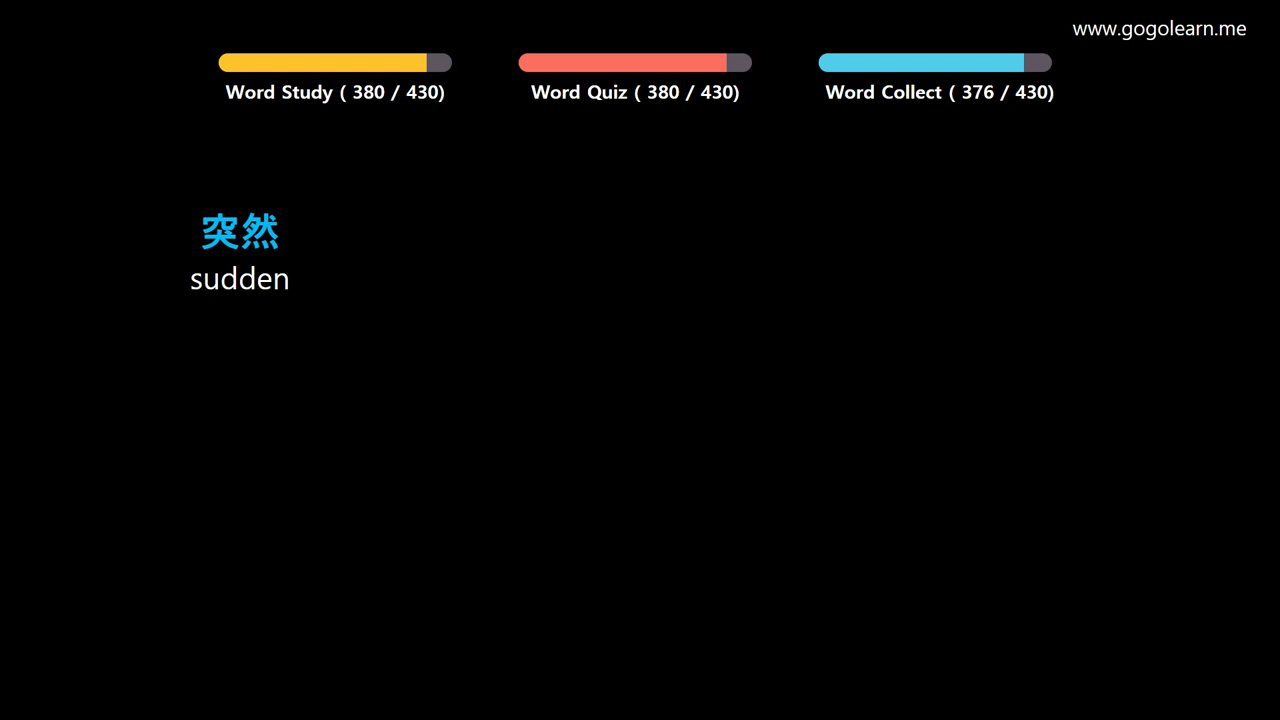 www.gogolearn.me
Word Study ( 380 / 430)
Word Quiz ( 380 / 430)
Word Collect ( 376 / 430)
突然
sudden